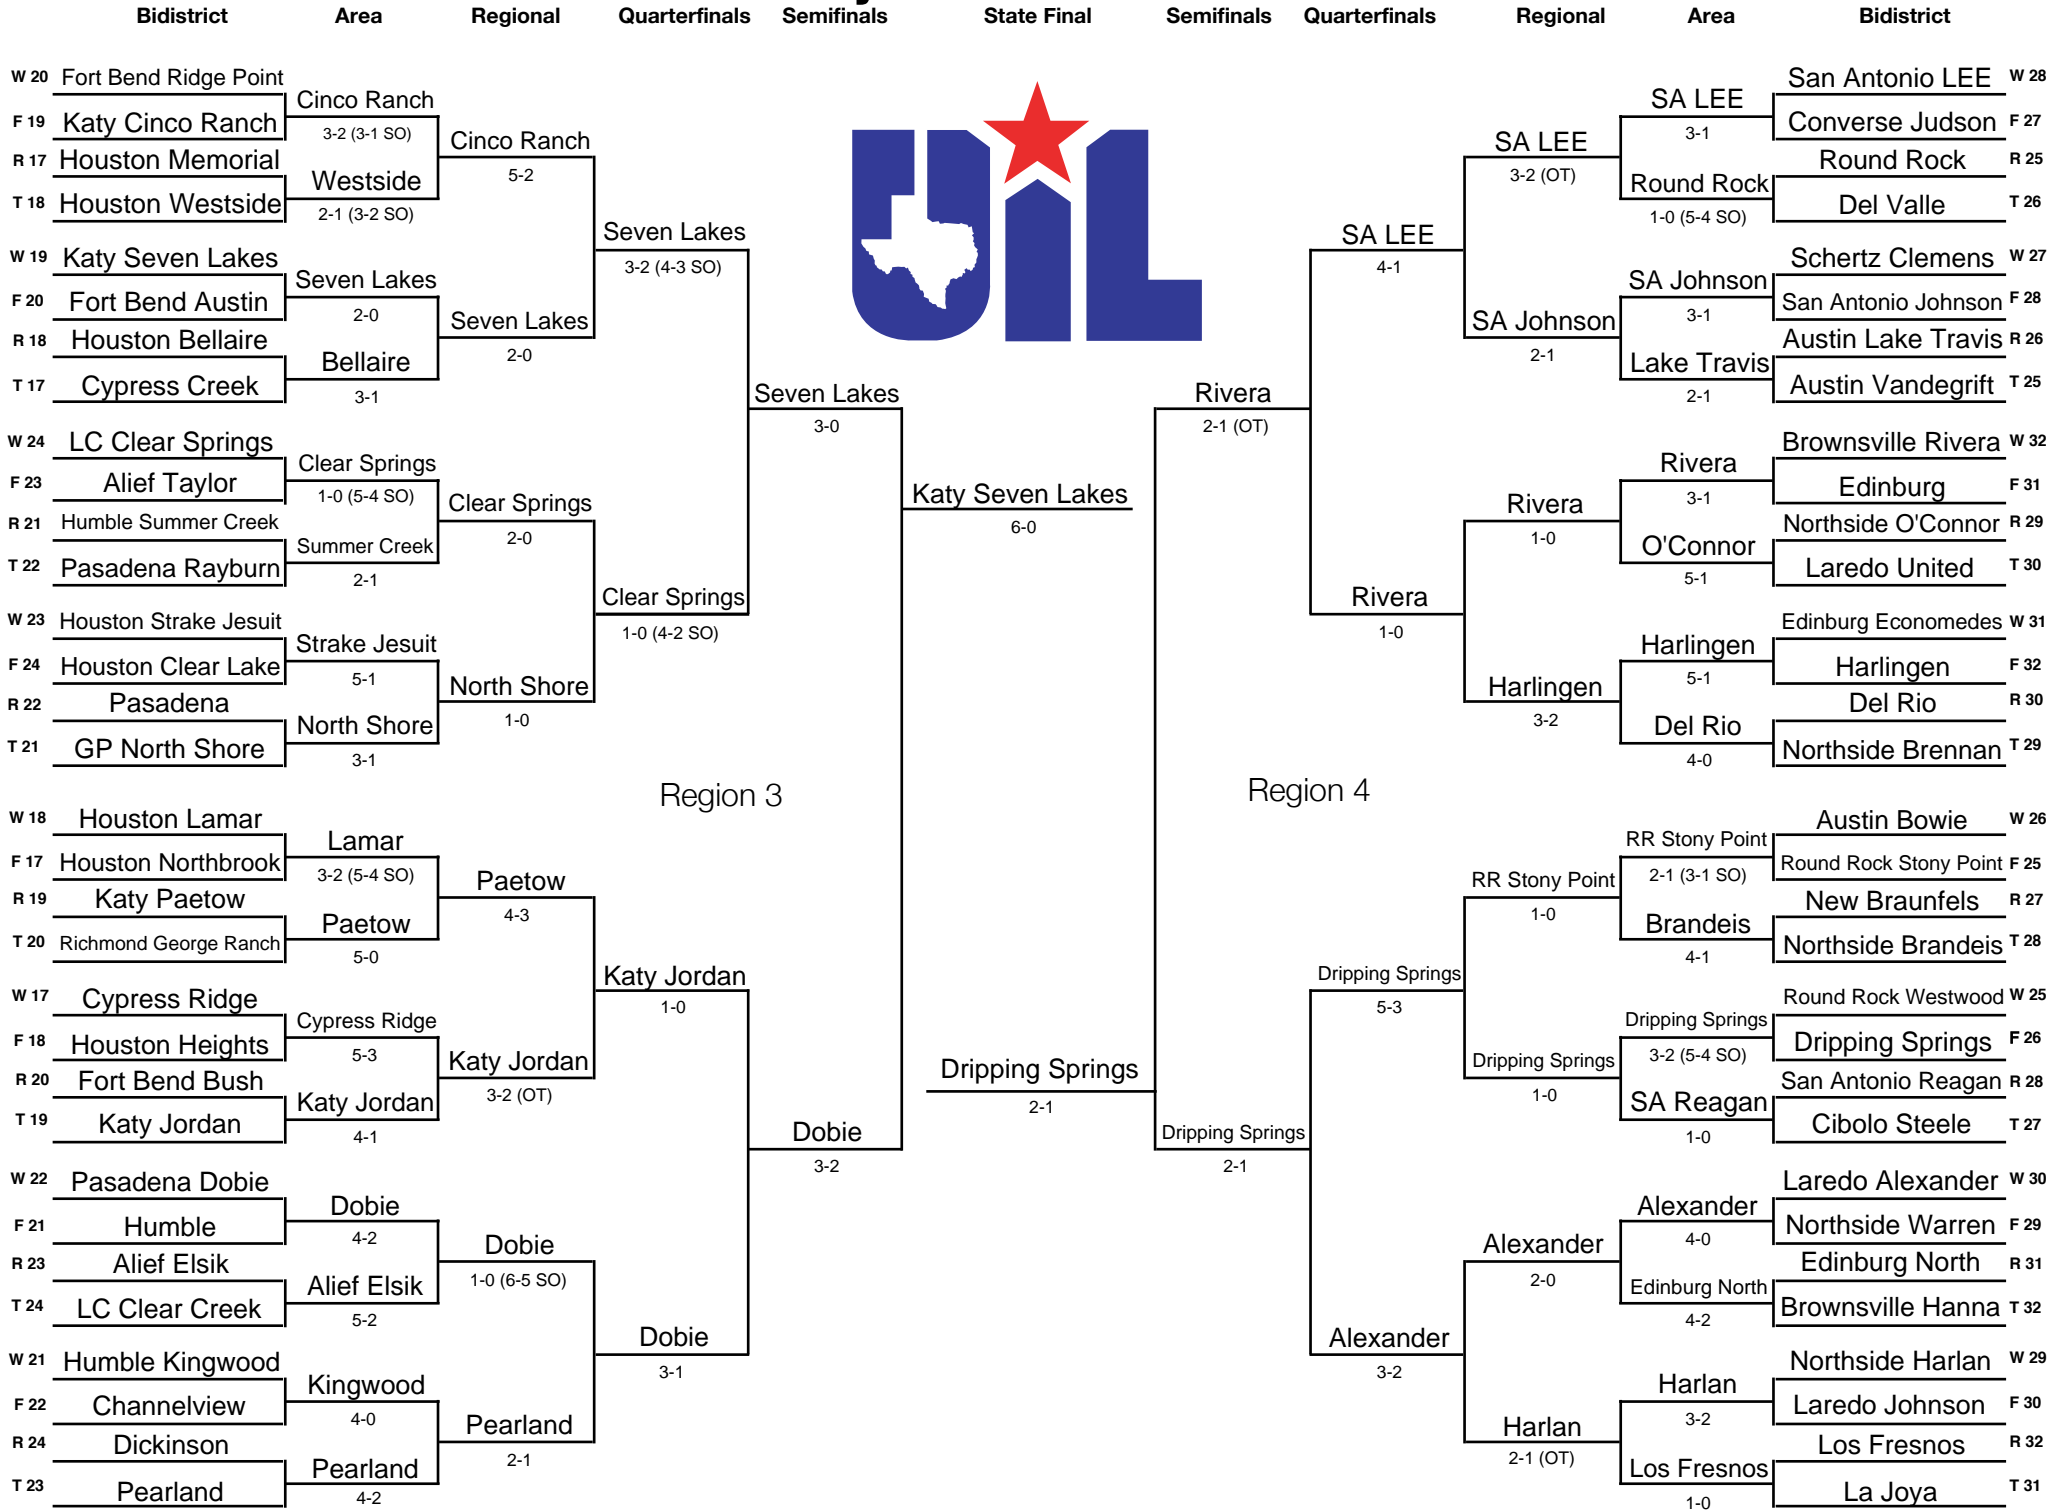 Bidistrict Area Regional Quarterfinals Semifinals State Final Semifinals Quarterfinals Regional Area Bidistrict
W 20 Fort Bend Ridge Point
F 19 Katy Cinco Ranch
R 17 Houston Memorial
T 18 Houston Westside
W 19 Katy Seven Lakes
F 20 Fort Bend Austin
R 18 Houston Bellaire
T 17 Cypress Creek
W 24 LC Clear Springs
F 23 Alief Taylor
R 21 Humble Summer Creek
T 22 Pasadena Rayburn
W 23 Houston Strake Jesuit
F 24 Houston Clear Lake
R 22 Pasadena
T 21 GP North Shore
W 18 Houston Lamar
F 17 Houston Northbrook
R 19 Katy Paetow
T 20 Richmond George Ranch
W 17 Cypress Ridge
F 18 Houston Heights
R 20 Fort Bend Bush
T 19 Katy Jordan
W 22 Pasadena Dobie
F 21 Humble
R 23 Alief Elsik
T 24 LC Clear Creek
W 21 Humble Kingwood
F 22 Channelview
R 24 Dickinson
T 23 Pearland
Cinco Ranch
3-2 (3-1 SO)
Westside
2-1 (3-2 SO)
Seven Lakes
2-0
Bellaire
3-1
Clear Springs
1-0 (5-4 SO)
Summer Creek
2-1
Strake Jesuit
5-1
North Shore
3-1
Lamar
3-2 (5-4 SO)
Paetow
5-0
Cypress Ridge
5-3
Katy Jordan
4-1
Dobie
4-2
Alief Elsik
5-2
Kingwood
4-0
Pearland
4-2
Cinco Ranch
5-2
Seven Lakes
2-0
Clear Springs
2-0
North Shore
1-0
Paetow
4-3
Katy Jordan
3-2 (OT)
Dobie
1-0 (6-5 SO)
Pearland
2-1
Seven Lakes
3-2 (4-3 SO)
Clear Springs
1-0 (4-2 SO)
Katy Jordan
1-0
Dobie
3-1
Region 3
Seven Lakes
3-0
Dobie
3-2
UIL
Katy Seven Lakes
6-0
Dripping Springs
2-1
Rivera
2-1 (OT)
Dripping Springs
2-1
Region 4
SA LEE
4-1
Rivera
1-0
Dripping Springs
5-3
Alexander
3-2
SA LEE
3-2 (OT)
SA Johnson
2-1
Rivera
1-0
Harlingen
3-2
RR Stony Point
1-0
Dripping Springs
1-0
Alexander
2-0
Harlan
2-1 (OT)
SA LEE
3-1
Round Rock
1-0 (5-4 SO)
SA Johnson
3-1
Lake Travis
2-1
Rivera
3-1
O'Connor
5-1
Harlingen
5-1
Del Rio
4-0
RR Stony Point
2-1 (3-1 SO)
Brandeis
4-1
Dripping Springs
3-2 (5-4 SO)
SA Reagan
1-0
Alexander
4-0
Edinburg North
4-2
Harlan
3-2
Los Fresnos
1-0
San Antonio LEE W 28
Converse Judson F 27
Round Rock R 25
Del Valle T 26
Schertz Clemens W 27
San Antonio Johnson F 28
Austin Lake Travis R 26
Austin Vandegrift T 25
Brownsville Rivera W 32
Edinburg F 31
Northside O'Connor R 29
Laredo United T 30
Edinburg Economedes W 31
Harlingen F 32
Del Rio R 30
Northside Brennan T 29
Austin Bowie W 26
Round Rock Stony Point F 25
New Braunfels R 27
Northside Brandeis T 28
Round Rock Westwood W 25
Dripping Springs F 26
San Antonio Reagan R 28
Cibolo Steele T 27
Laredo Alexander W 30
Northside Warren F 29
Edinburg North R 31
Brownsville Hanna T 32
Northside Harlan W 29
Laredo Johnson F 30
Los Fresnos R 32
La Joya T 31